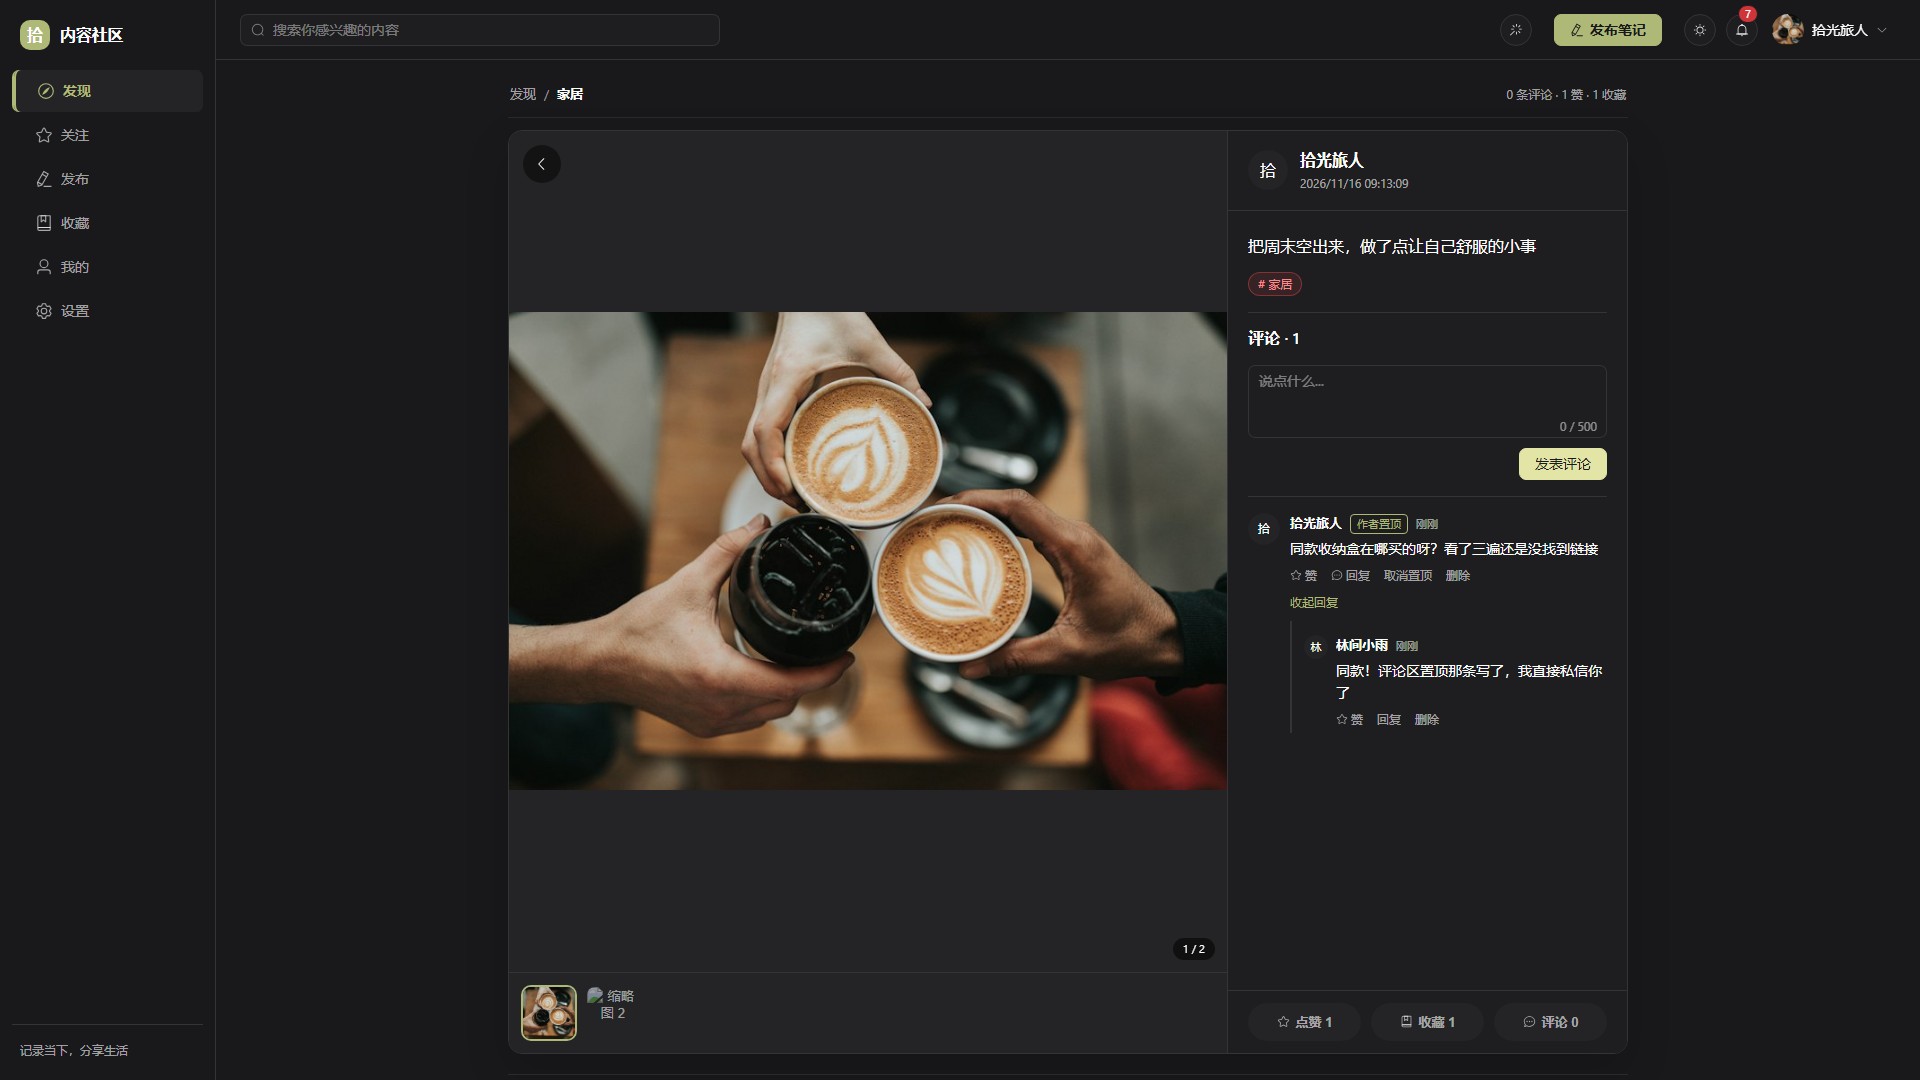 拾 内容社区
搜索你感兴趣的内容
发布笔记
7
拾光旅人
发现
关注
发布
收藏
我的
设置
记录当下，分享生活
发现 / 家居
0 条评论 · 1 赞 · 1 收藏
1 / 2
缩略
图 2
拾
拾光旅人
2026/11/16 09:13:09
把周末空出来，做了点让自己舒服的小事
# 家居
评论 · 1
说点什么...
0 / 500
发表评论
拾
拾光旅人 作者置顶 刚刚
同款收纳盒在哪买的呀？看了三遍还是没找到链接
赞 回复 取消置顶 删除
收起回复
林
林间小雨 刚刚
同款！评论区置顶那条写了，我直接私信你
了
赞 回复 删除
点赞 1
收藏 1
评论 0